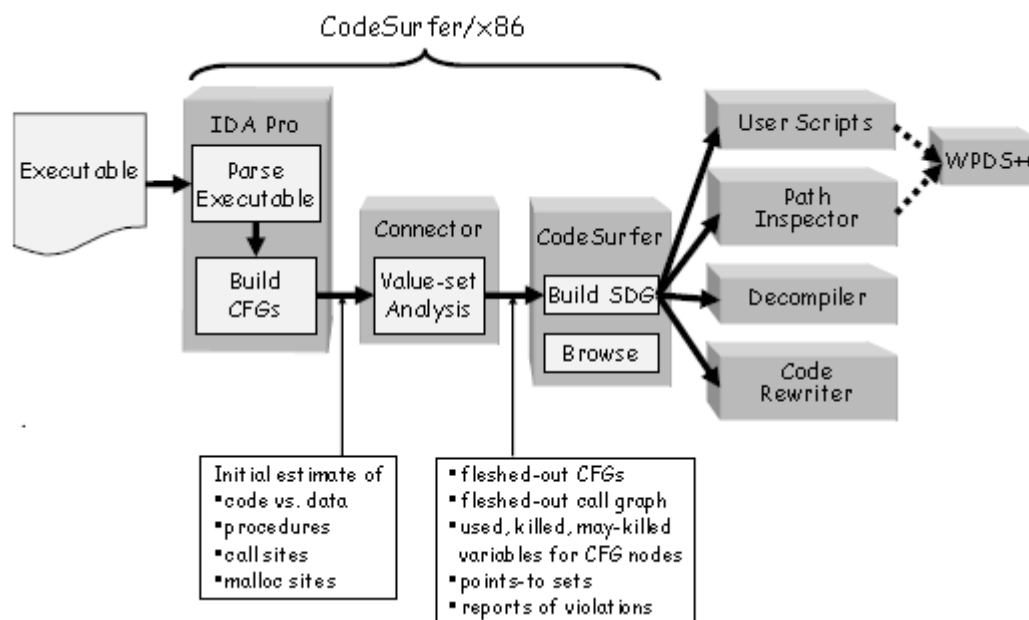 CodeSurfer/x86
Executable
IDA Pro
Parse
Executable
Build
CFGs
Connector
Value-set
Analysis
CodeSurfer
Build SDG
Browse
User Scripts
Path
Inspector
Decompiler
Code
Rewriter
WPDS++
Initial estimate of
▪code vs. data
▪procedures
▪call sites
▪malloc sites
▪fleshed-out CFGs
▪fleshed-out call graph
▪used, killed, may-killed
variables for CFG nodes
▪points-to sets
▪reports of violations